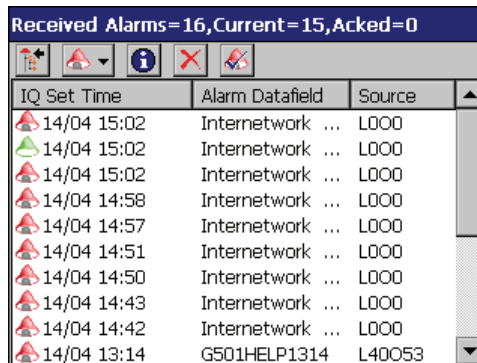 Received Alarms=16,Current=15,Acked=0
IQ Set Time Alarm Datafield Source
14/04 15:02 Internetwork ... L0O0
14/04 15:02 Internetwork ... L0O0
14/04 15:02 Internetwork ... L0O0
14/04 14:58 Internetwork ... L0O0
14/04 14:57 Internetwork ... L0O0
14/04 14:51 Internetwork ... L0O0
14/04 14:50 Internetwork ... L0O0
14/04 14:43 Internetwork ... L0O0
14/04 14:42 Internetwork ... L0O0
14/04 13:14 G501HELP1314 L40O53